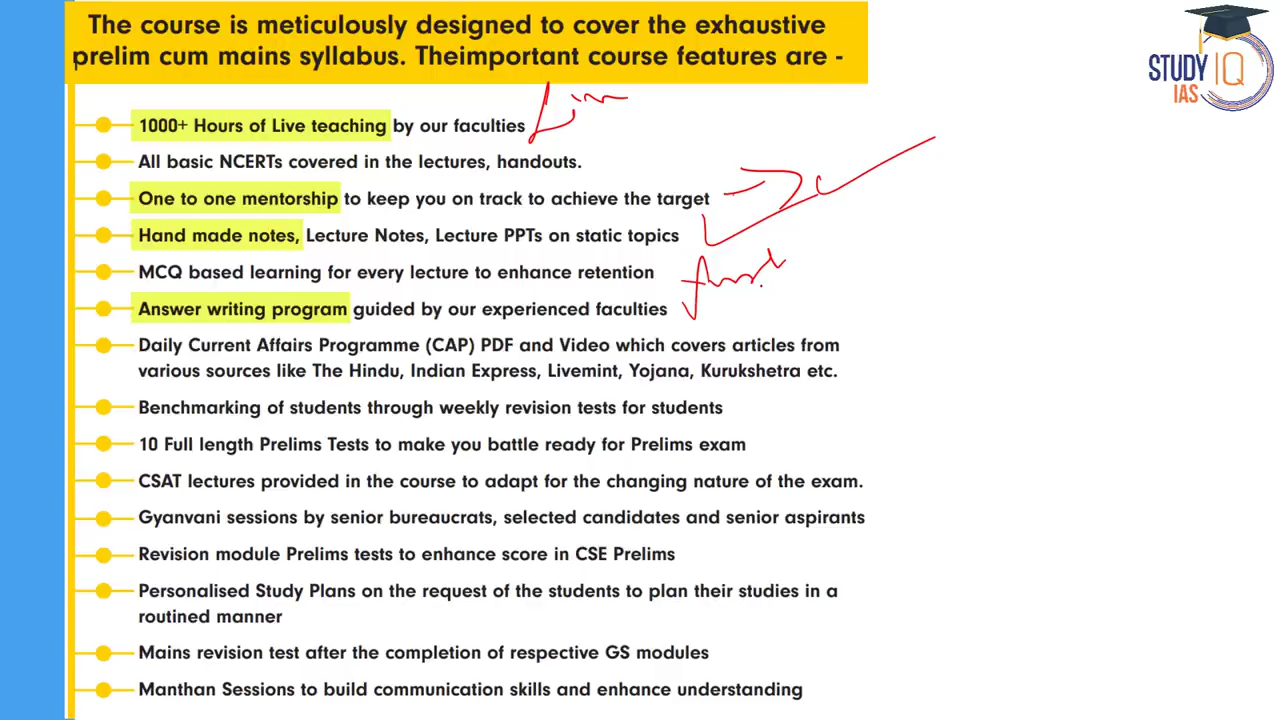 The course is meticulously designed to cover the exhaustive
prelim cum mains syllabus. Theimportant course features are -
STUDY IQ
IAS
1000+ Hours of Live teaching by our faculties
All basic NCERTs covered in the lectures, handouts.
One to one mentorship to keep you on track to achieve the target
Hand made notes, Lecture Notes, Lecture PPTs on static topics
MCQ based learning for every lecture to enhance retention
Answer writing program guided by our experienced faculties
Daily Current Affairs Programme (CAP) PDF and Video which covers articles from
various sources like The Hindu, Indian Express, Livemint, Yojana, Kurukshetra etc.
Benchmarking of students through weekly revision tests for students
10 Full length Prelims Tests to make you battle ready for Prelims exam
CSAT lectures provided in the course to adapt for the changing nature of the exam.
Gyanvani sessions by senior bureaucrats, selected candidates and senior aspirants
Revision module Prelims tests to enhance score in CSE Prelims
Personalised Study Plans on the request of the students to plan their studies in a
routined manner
Mains revision test after the completion of respective GS modules
Manthan Sessions to build communication skills and enhance understanding